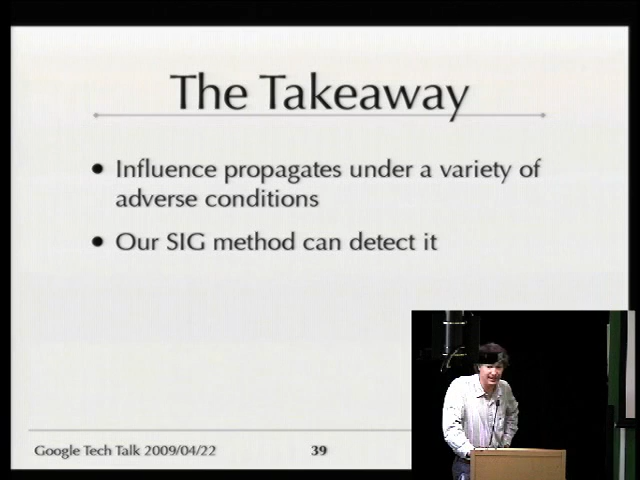 The Takeaway
• Influence propagates under a variety of
adverse conditions
• Our SIG method can detect it
Google Tech Talk 2009/04/22
39